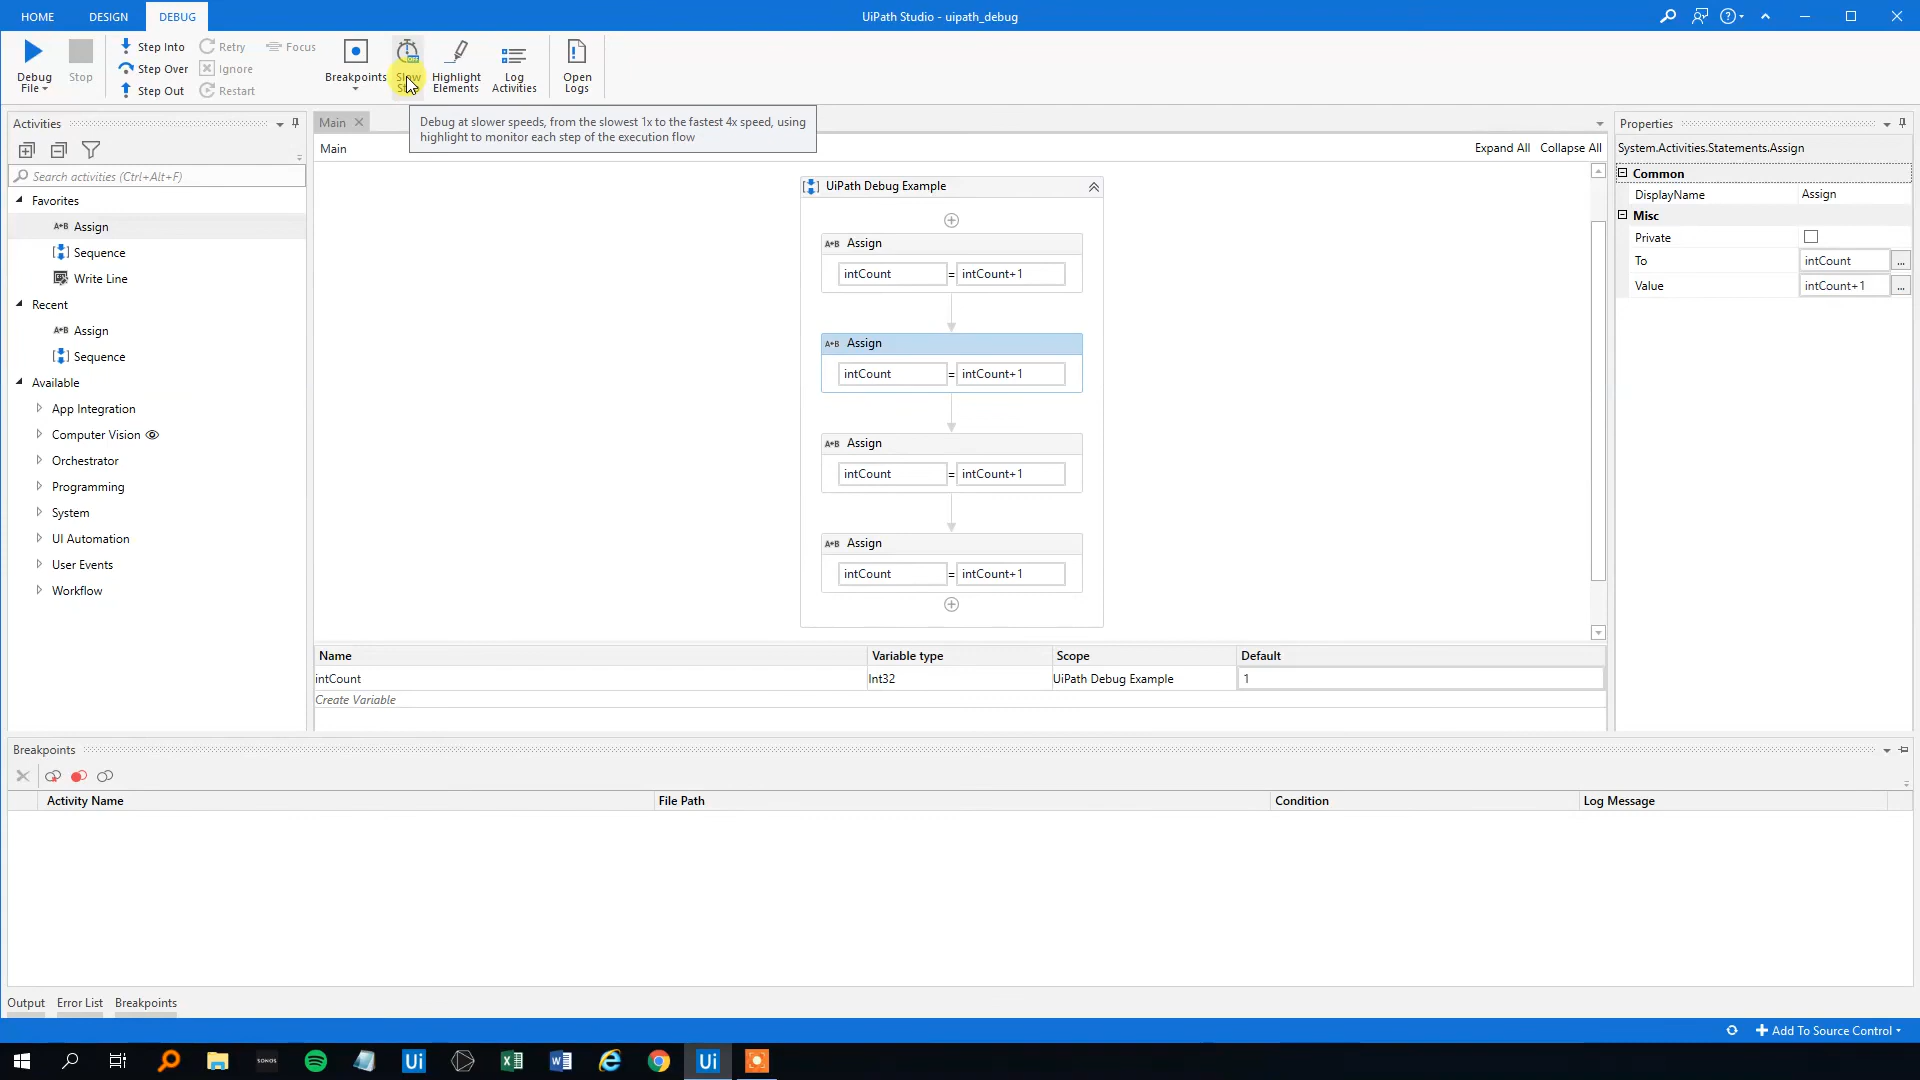 HOME DESIGN DEBUG
UiPath Studio - uipath_debug
Debug File
Stop
Step Into
Step Over
Step Out
Retry
Ignore
Restart
Focus
Breakpoints
Slow Step
OFF
Highlight Elements
Log Activities
Open Logs
Debug at slower speeds, from the slowest 1x to the fastest 4x speed, using
highlight to monitor each step of the execution flow
Activities
Search activities (Ctrl+Alt+F)
Favorites
A+B Assign
Sequence
Write Line
Recent
A+B Assign
Sequence
Available
App Integration
Computer Vision
Orchestrator
Programming
System
UI Automation
User Events
Workflow
Main
Main
Expand All Collapse All
UiPath Debug Example
A+B Assign
intCount = intCount+1
A+B Assign
intCount = intCount+1
A+B Assign
intCount = intCount+1
A+B Assign
intCount = intCount+1
Name Variable type Scope Default
intCount Int32 UiPath Debug Example 1
Create Variable
Properties
System.Activities.Statements.Assign
Common
DisplayName Assign
Misc
Private
To intCount ...
Value intCount+1 ...
Breakpoints
Activity Name File Path Condition Log Message
Output Error List Breakpoints
Add To Source Control
SONOS
Ui
Ui